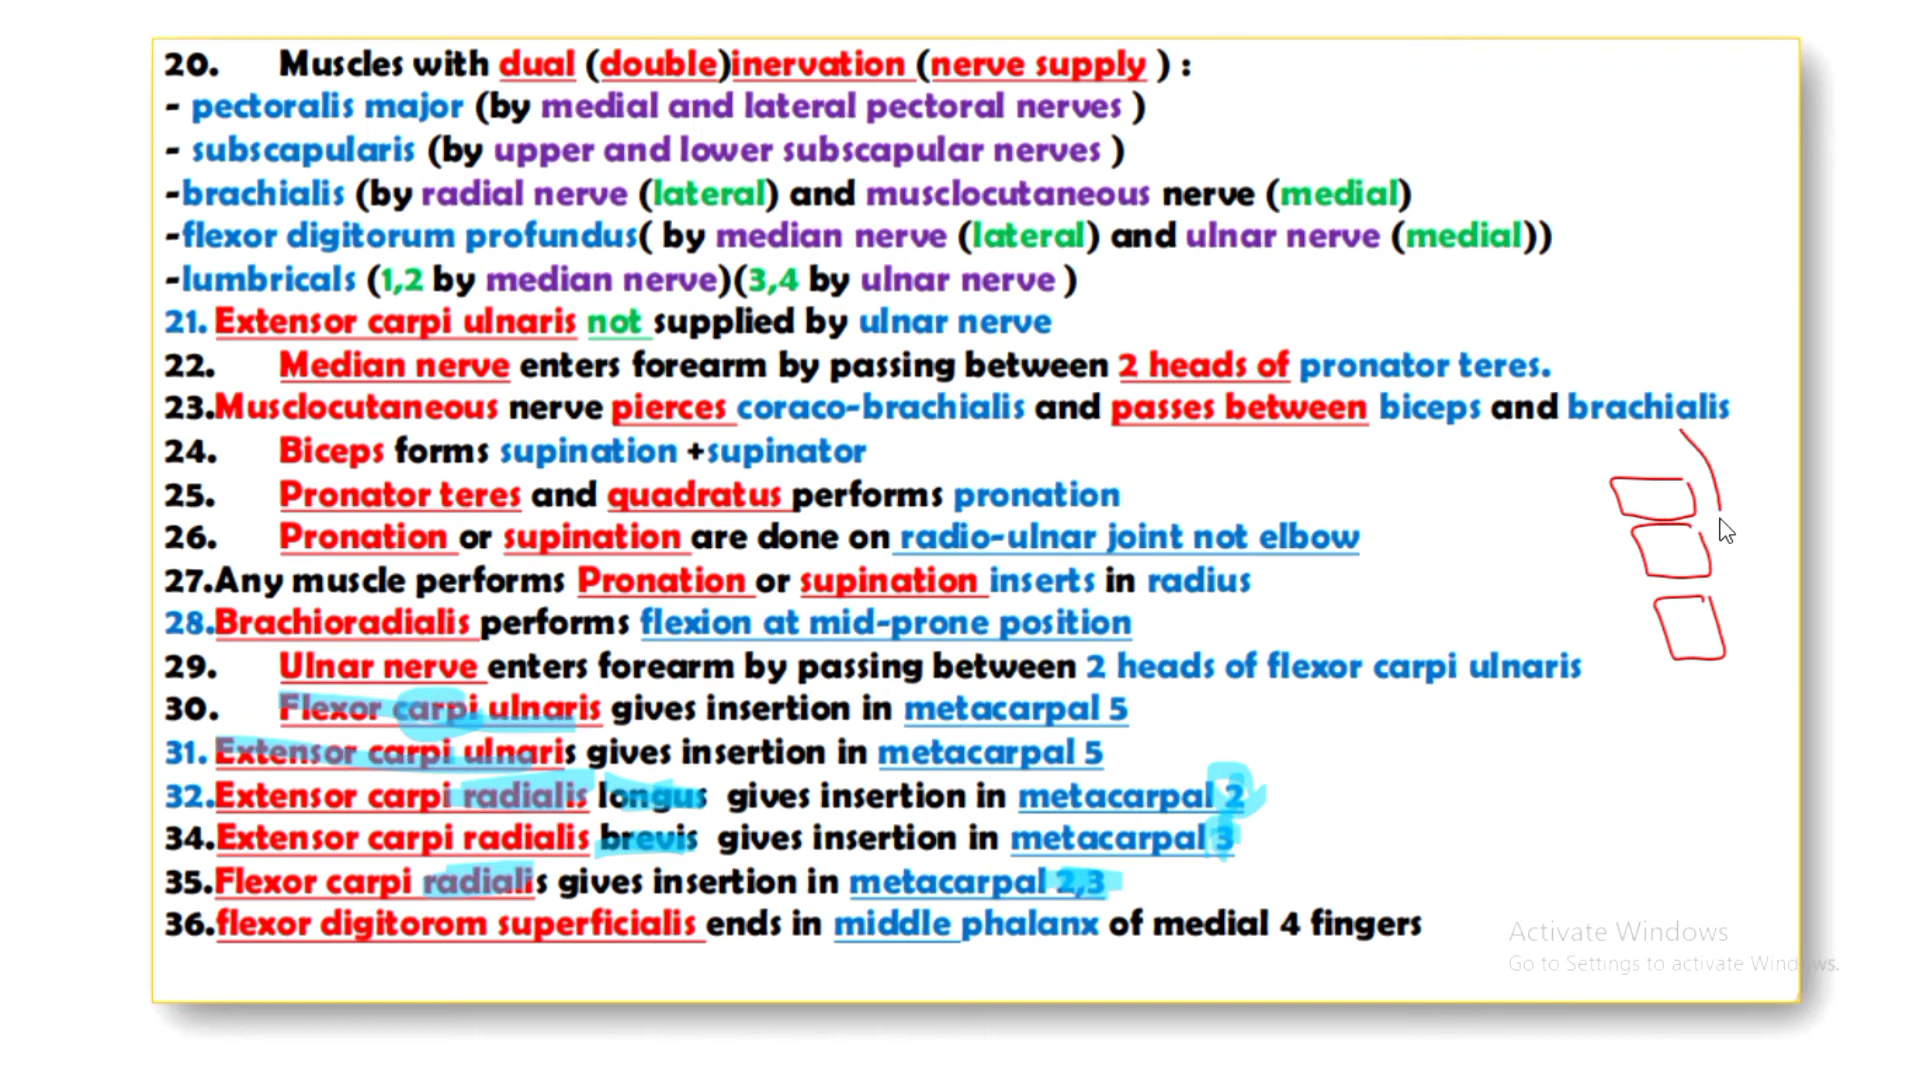 20. Muscles with dual (double)inervation (nerve supply ) :
- pectoralis major (by medial and lateral pectoral nerves )
- subscapularis (by upper and lower subscapular nerves )
-brachialis (by radial nerve (lateral) and musclocutaneous nerve (medial)
-flexor digitorum profundus( by median nerve (lateral) and ulnar nerve (medial))
-lumbricals (1,2 by median nerve)(3,4 by ulnar nerve )
21. Extensor carpi ulnaris not supplied by ulnar nerve
22. Median nerve enters forearm by passing between 2 heads of pronator teres.
23.Musclocutaneous nerve pierces coraco-brachialis and passes between biceps and brachialis
24. Biceps forms supination +supinator
25. Pronator teres and quadratus performs pronation
26. Pronation or supination are done on radio-ulnar joint not elbow
27.Any muscle performs Pronation or supination inserts in radius
28.Brachioradialis performs flexion at mid-prone position
29. Ulnar nerve enters forearm by passing between 2 heads of flexor carpi ulnaris
30. Flexor carpi ulnaris gives insertion in metacarpal 5
31. Extensor carpi ulnaris gives insertion in metacarpal 5
32.Extensor carpi radialis longus gives insertion in metacarpal 2
34.Extensor carpi radialis brevis gives insertion in metacarpal 3
35.Flexor carpi radialis gives insertion in metacarpal 2,3
36.flexor digitorom superficialis ends in middle phalanx of medial 4 fingers
Activate Windows
Go to Settings to activate Windows.